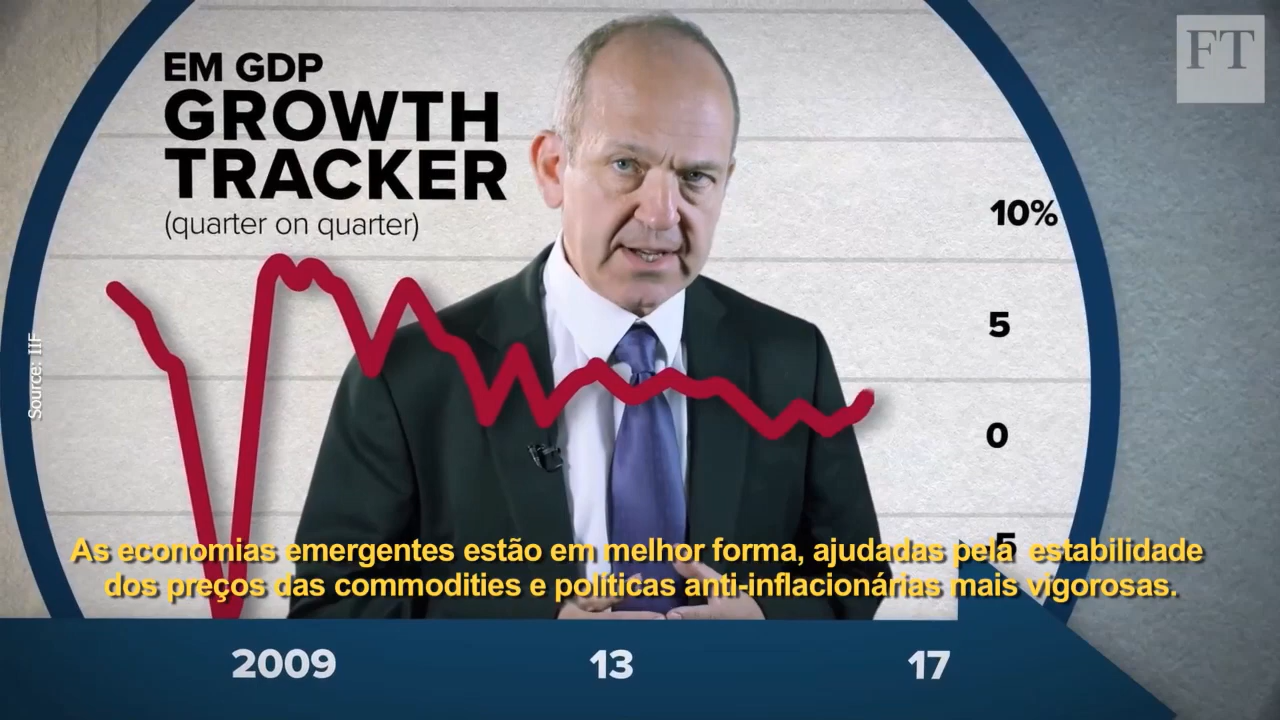 FT
EM GDP
GROWTH
TRACKER
(quarter on quarter)
10%
5
0
5
Source: IIF
As economias emergentes estão em melhor forma, ajudadas pela estabilidade
dos preços das commodities e políticas anti-inflacionárias mais vigorosas.
2009
13
17